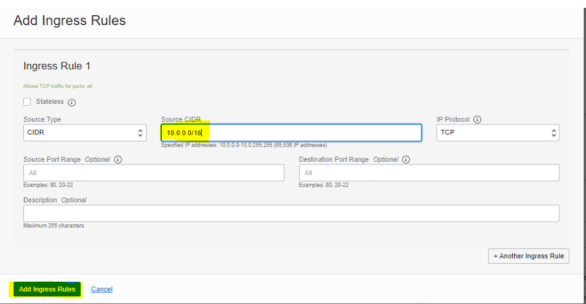 Add Ingress Rules
Ingress Rule 1
Allows TCP traffic for ports: all
Stateless
Source Type
Source CIDR
IP Protocol
CIDR
10.0.0.0/16
TCP
Specified IP addresses: 10.0.0.0-10.0.255.255 (65,536 IP addresses)
Source Port Range Optional
Destination Port Range Optional
All
All
Examples: 80, 20-22
Examples: 80, 20-22
Description Optional
Maximum 255 characters
+ Another Ingress Rule
Add Ingress Rules
Cancel